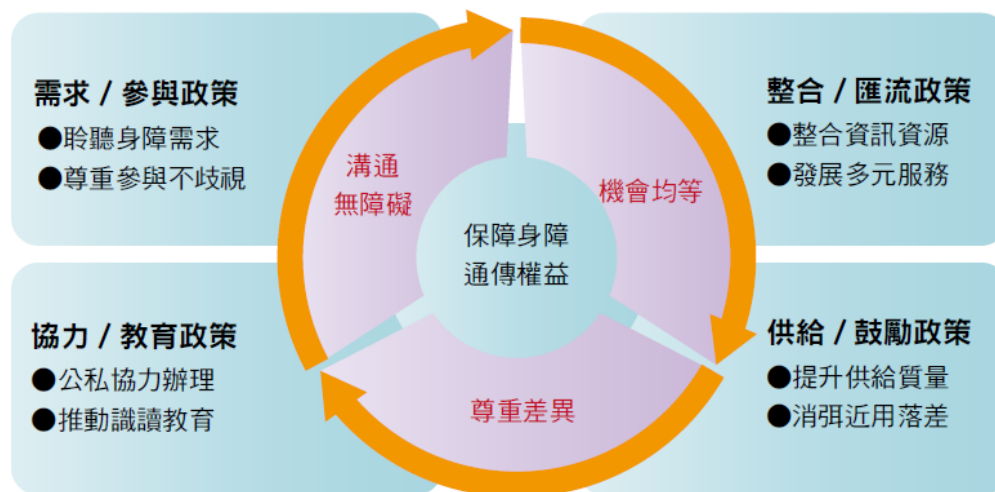 需求 / 參與政策
●聆聽身障需求
●尊重參與不歧視
整合 / 匯流政策
●整合資訊資源
●發展多元服務
溝通
無障礙
機會均等
保障身障
通傳權益
尊重差異
協力 / 教育政策
●公私協力辦理
●推動識讀教育
供給 / 鼓勵政策
●提升供給質量
●消弭近用落差